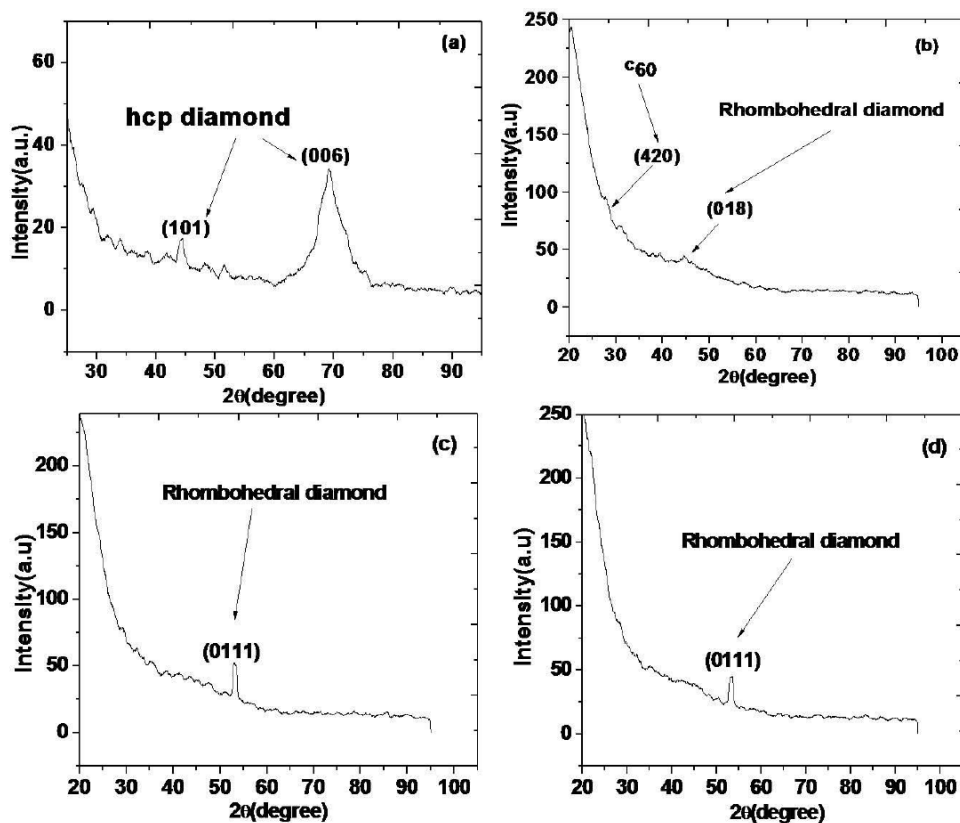 (a)
60
hcp diamond
(006)
40
(101)
20
0
Intensity(a.u.)
30 40 50 60 70 80 90
2θ(degree)
(b)
250
c60
200
Rhombohedral diamond
150
(420)
(018)
100
50
0
Intensity(a.u)
20 30 40 50 60 70 80 90 100
2θ(degree)
(c)
200
Rhombohedral diamond
150
100
(0111)
50
0
Intensity(a.u)
20 30 40 50 60 70 80 90 100
2θ(degree)
(d)
250
200
Rhombohedral diamond
150
100
(0111)
50
0
Intensity(a.u)
20 30 40 50 60 70 80 90 100
2θ(degree)